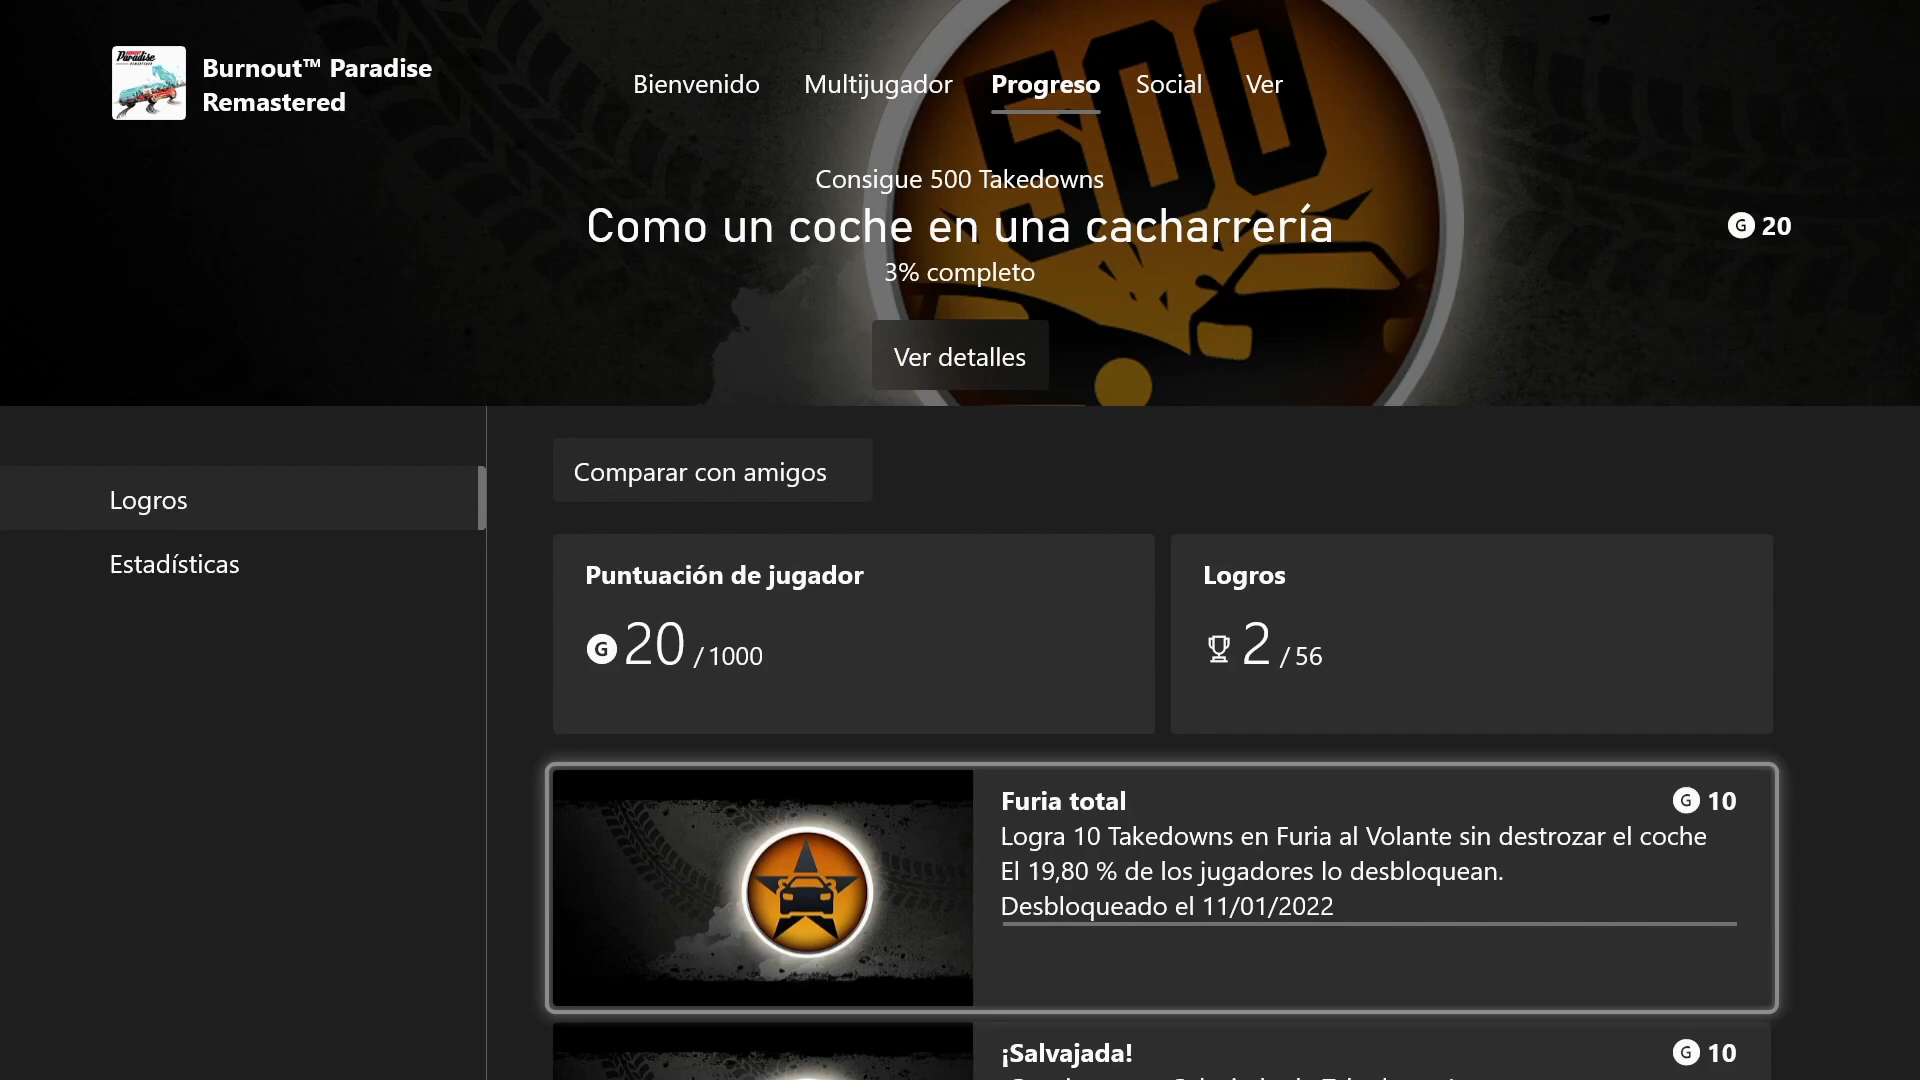 Burnout™ Paradise
Remastered
Bienvenido
Multijugador
Progreso
Social
Ver
500
Consigue 500 Takedowns
Como un coche en una cacharrería
3% completo
G 20
Ver detalles
Logros
Estadísticas
Comparar con amigos
Puntuación de jugador
G 20 / 1000
Logros
2 / 56
Furia total
G 10
Logra 10 Takedowns en Furia al Volante sin destrozar el coche
El 19,80 % de los jugadores lo desbloquean.
Desbloqueado el 11/01/2022
¡Salvajada!
G 10